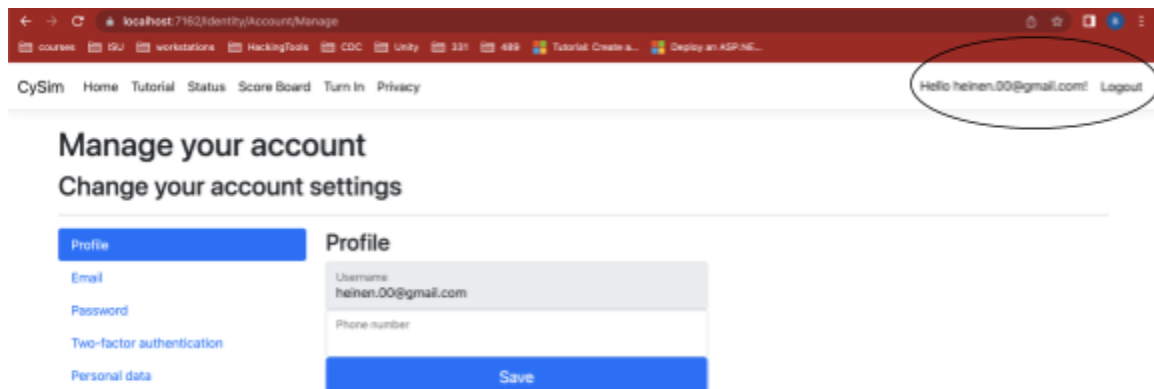 localhost:7162/Identity/Account/Manage
courses ISU workstations HackingTools CDC Unity 331 489 Tutorial: Create a... Deploy an ASP.NE...
CySim Home Tutorial Status Score Board Turn In Privacy Hello heinen.00@gmail.com! Logout
Manage your account
Change your account settings
Profile
Email
Password
Two-factor authentication
Personal data
Profile
Username
heinen.00@gmail.com
Phone number
Save